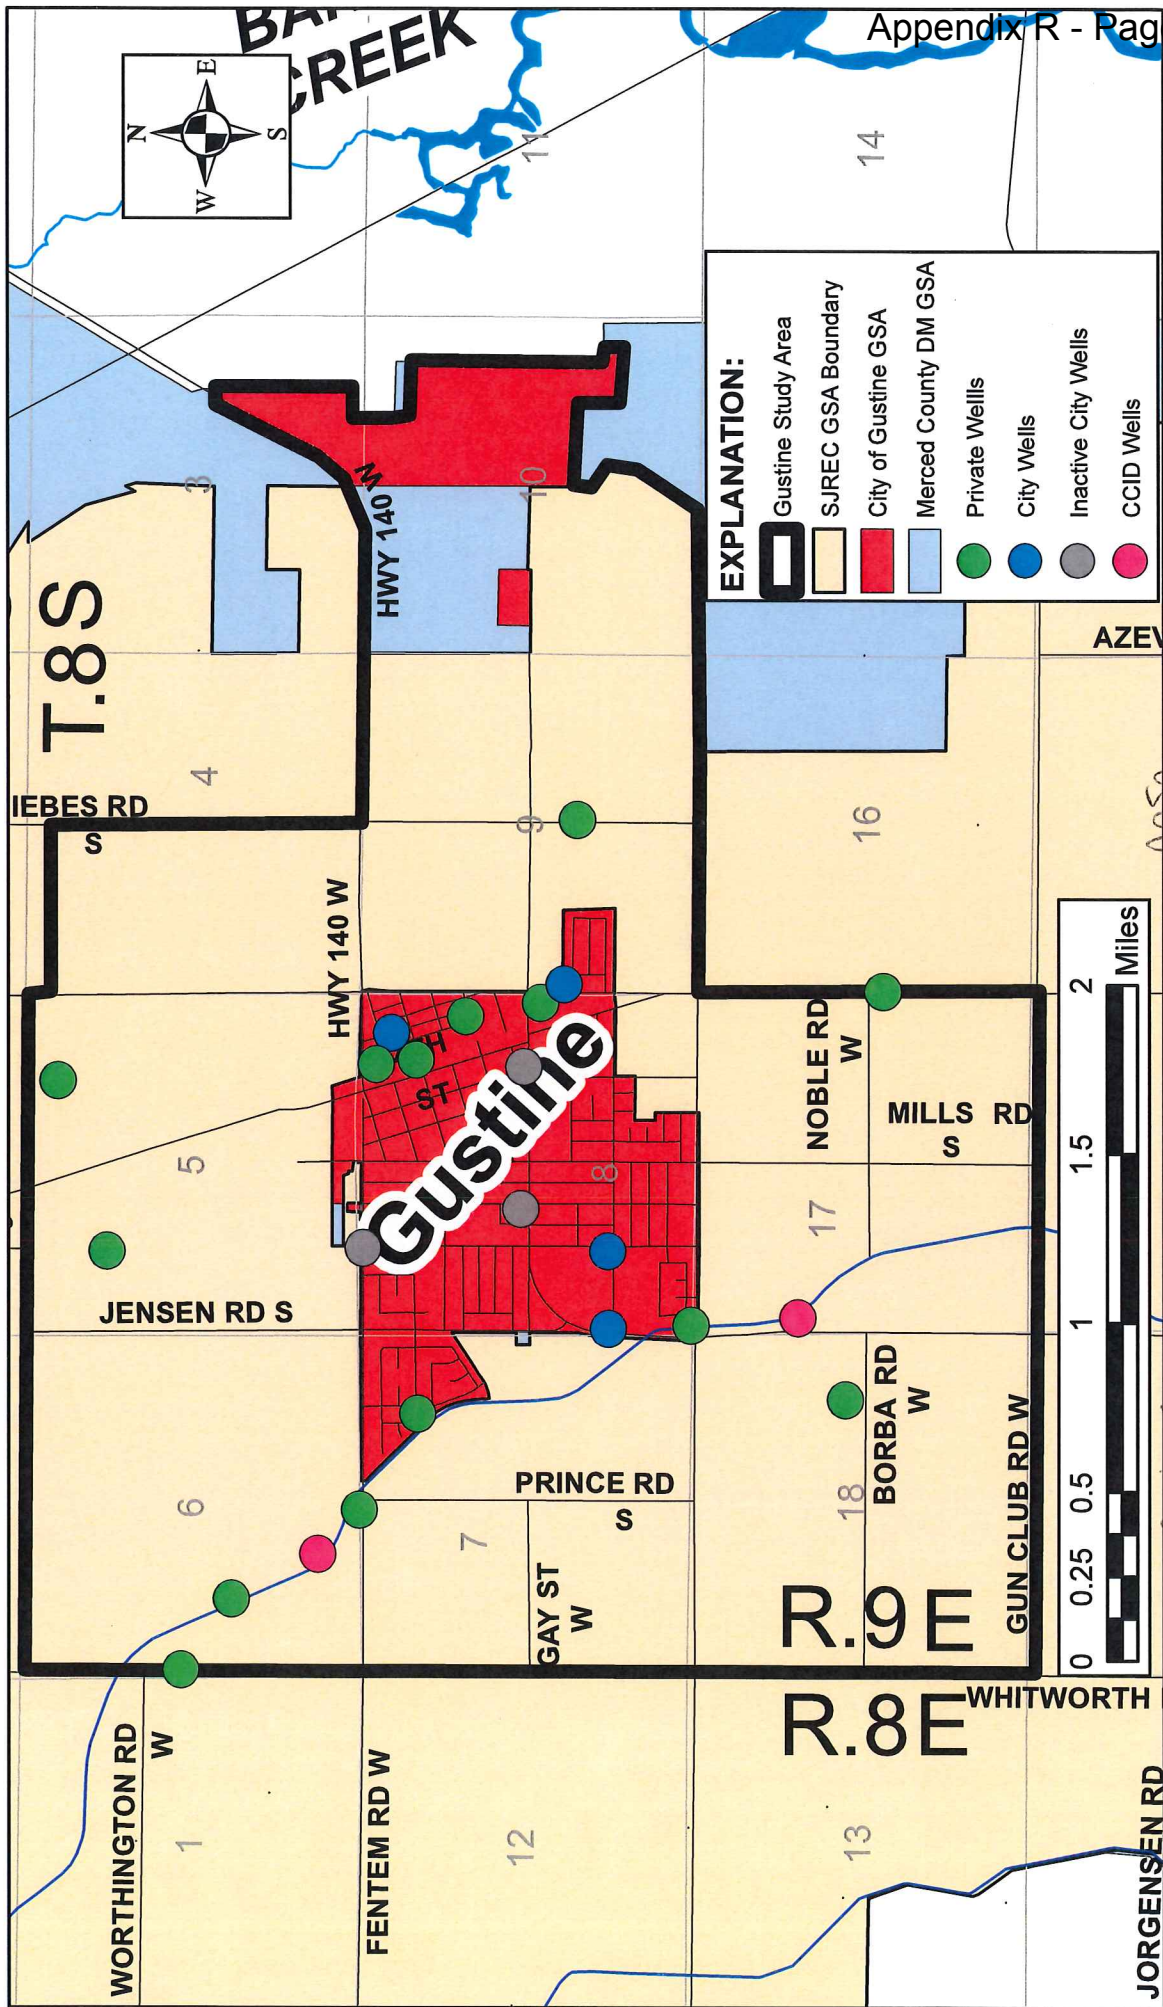 Appendix R - Pag
CREEK
N
E
S
W
11
14
3
10
T.8 S
HWY 140 W
4
IEBES RD
S
9
16
AZEV
EXPLANATION:
Gustine Study Area
SJREC GSA Boundary
City of Gustine GSA
Merced County DM GSA
Private Wellls
City Wells
Inactive City Wells
CCID Wells
HWY 140 W
ST
Gustine
5
8
NOBLE RD
W
MILLS RD
S
17
JENSEN RD S
6
7
PRINCE RD
S
GAY ST
W
18
BORBA RD
W
GUN CLUB RD W
R.9 E
R.8E
WHITWORTH
0 0.25 0.5 1 1.5 2
Miles
WORTHINGTON RD
W
1
FENTEM RD W
12
13
JORGENSEN RD